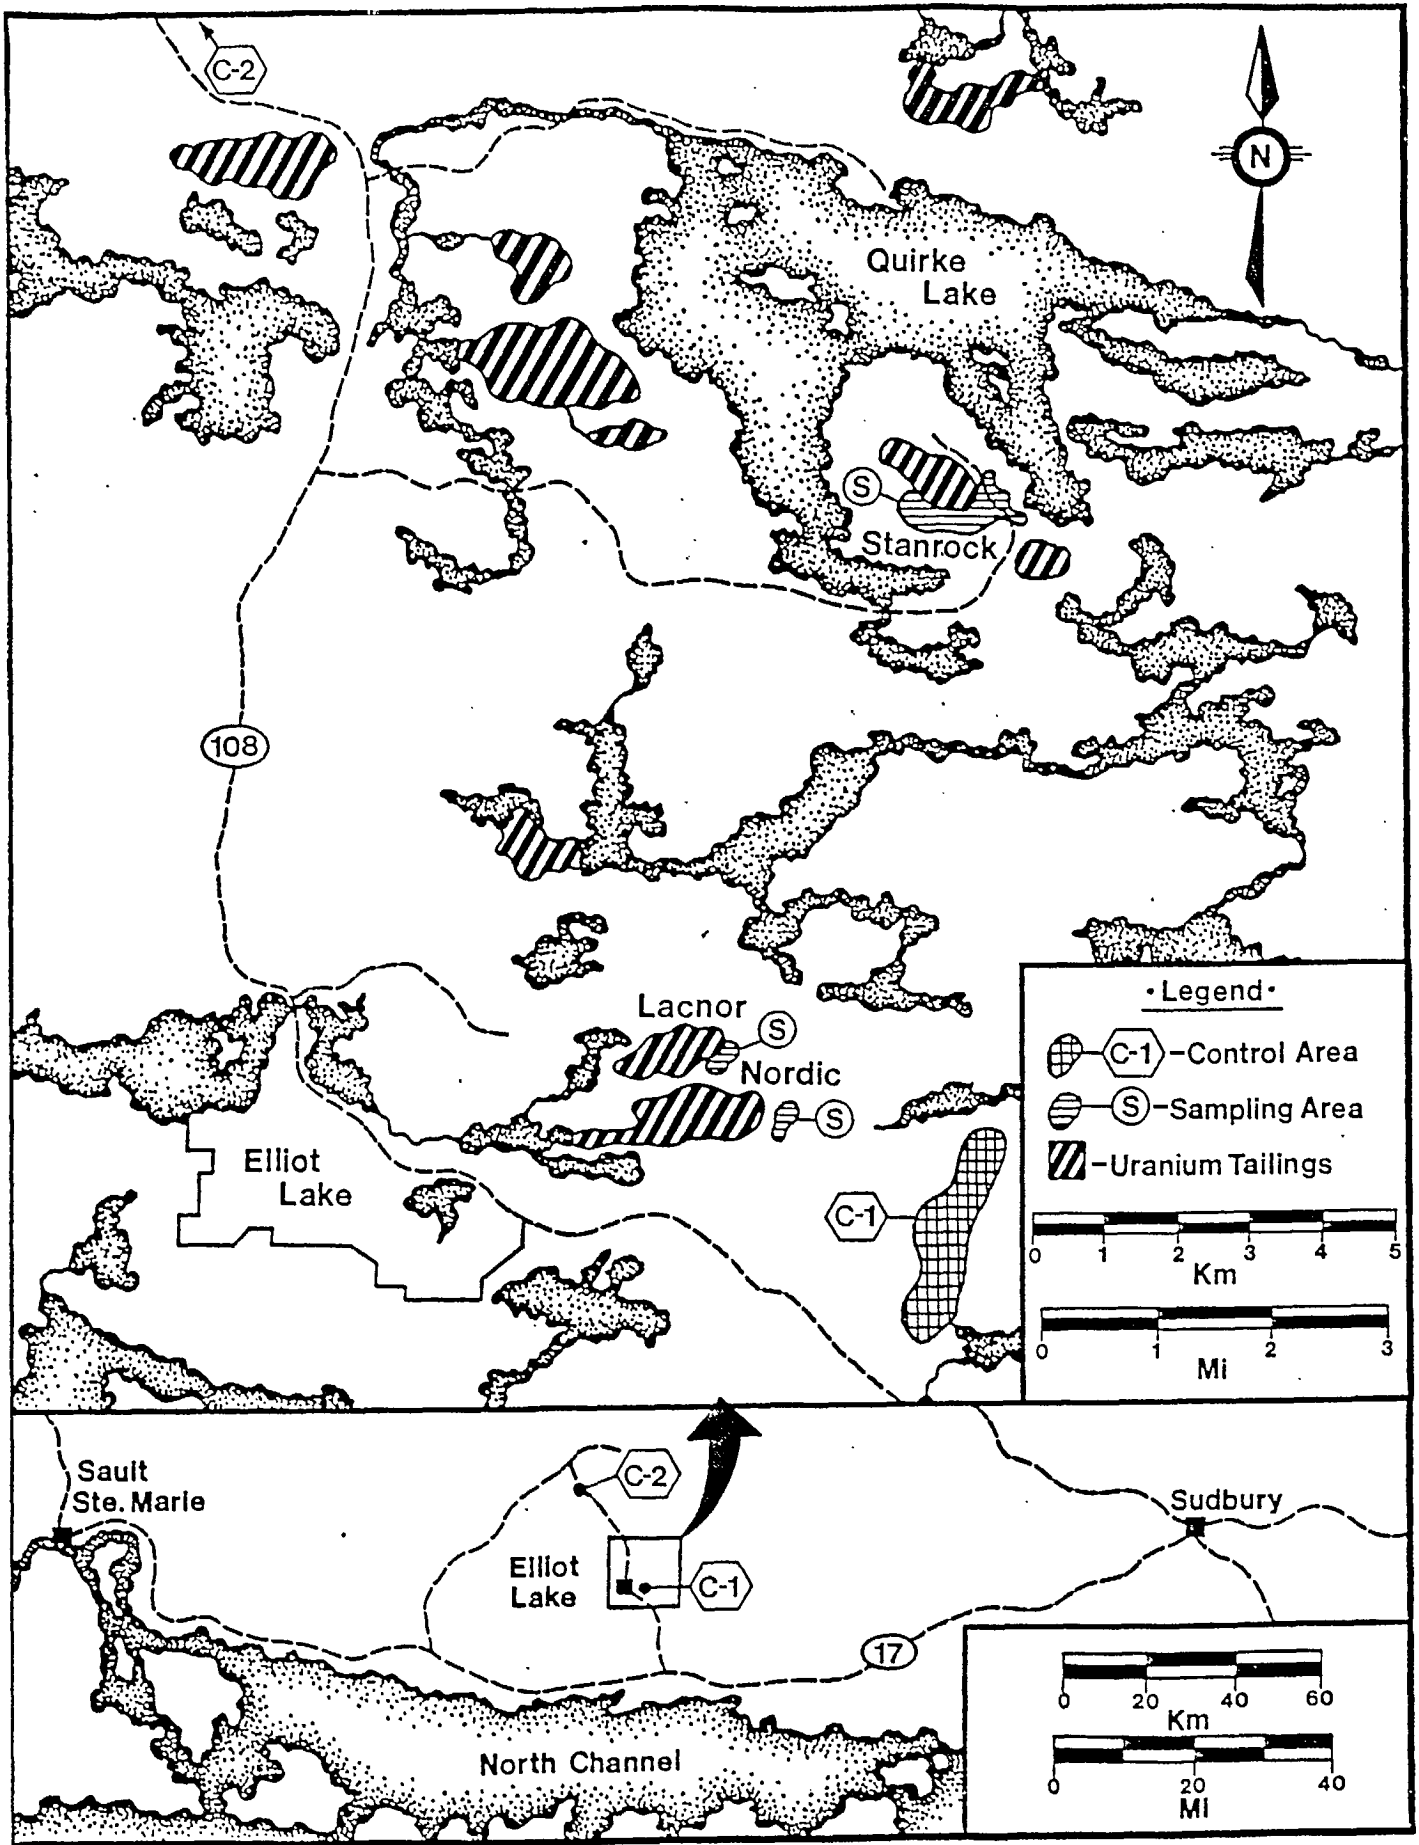 C-2
N
Quirke
Lake
S
Stanrock
108
Lacnor
S
Nordic
S
Elliot
Lake
C-1
·Legend·
C-1 -Control Area
S -Sampling Area
-Uranium Tailings
0 1 2 3 4 5
Km
0 1 2 3
Mi
Sault
Ste. Marie
C-2
Sudbury
Elliot
Lake
C-1
17
North Channel
0 20 40 60
Km
0 20 40
Mi